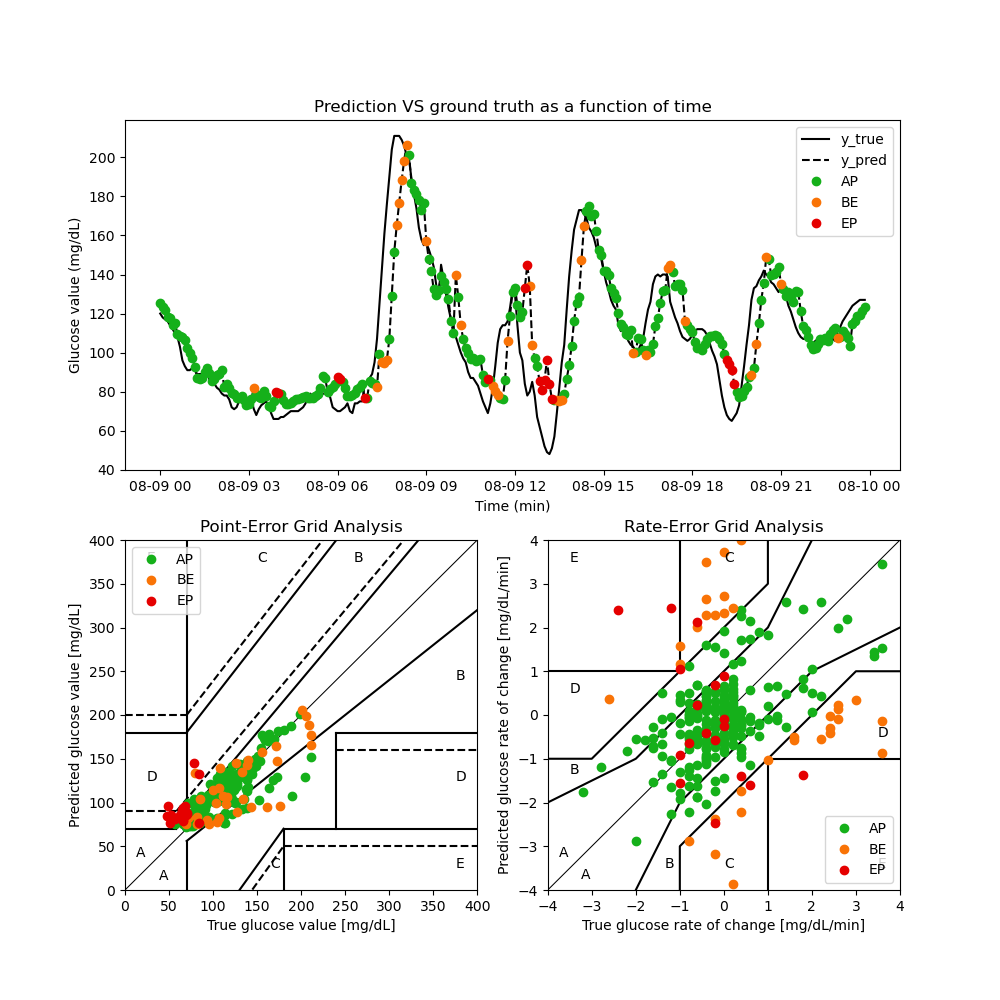 Prediction VS ground truth as a function of time
Glucose value (mg/dL)
200
180
160
140
120
100
80
60
40
y_true
y_pred
AP
BE
EP
08-09 00 08-09 03 08-09 06 08-09 09 08-09 12 08-09 15 08-09 18 08-09 21 08-10 00
Time (min)
Point-Error Grid Analysis
Predicted glucose value [mg/dL]
400
350
300
250
200
150
100
50
0
AP
BE
EP
C
B
B
D
D
A
A
C
E
0 50 100 150 200 250 300 350 400
True glucose value [mg/dL]
Rate-Error Grid Analysis
Predicted glucose rate of change [mg/dL/min]
4
3
2
1
0
−1
−2
−3
−4
E
C
D
D
B
A
A
B
C
AP
BE
EP
−4 −3 −2 −1 0 1 2 3 4
True glucose rate of change [mg/dL/min]